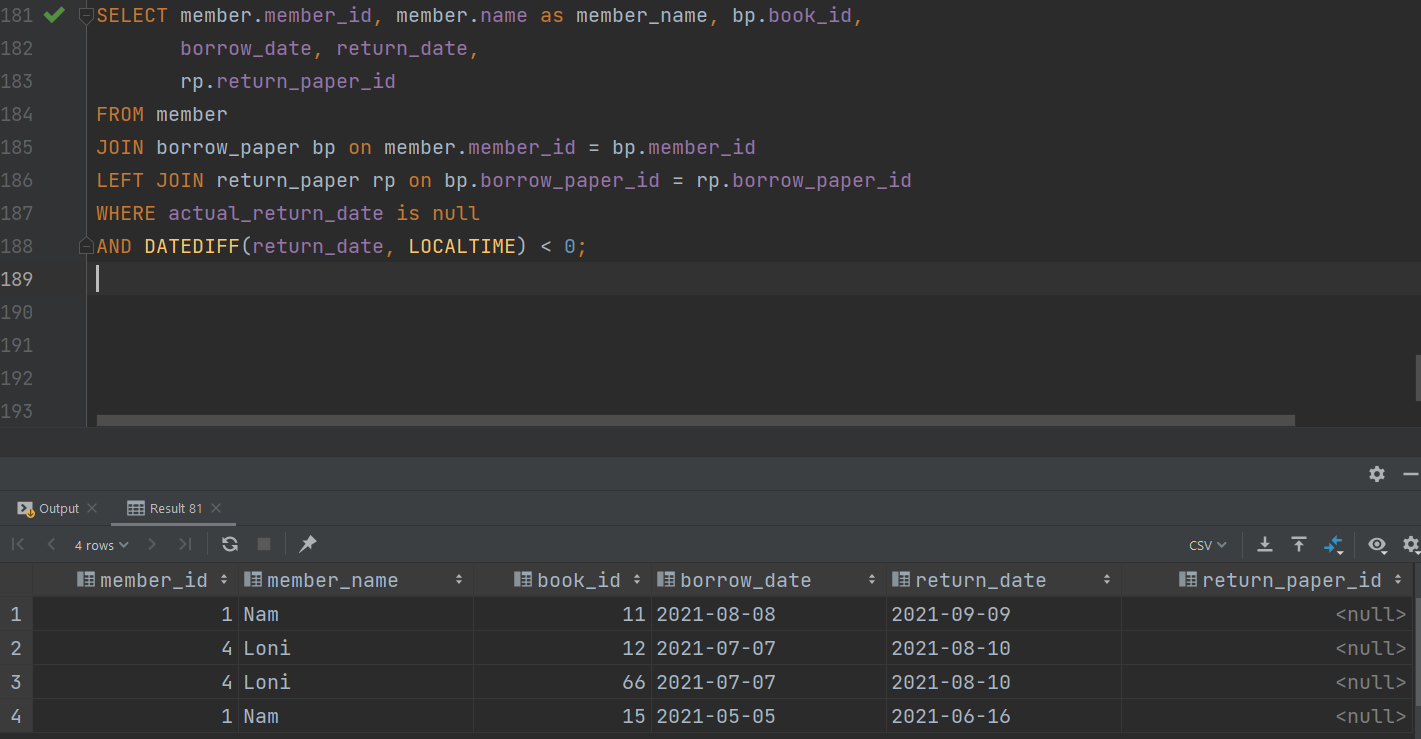 181 SELECT member.member_id, member.name as member_name, bp.book_id,
182 borrow_date, return_date,
183 rp.return_paper_id
184 FROM member
185 JOIN borrow_paper bp on member.member_id = bp.member_id
186 LEFT JOIN return_paper rp on bp.borrow_paper_id = rp.borrow_paper_id
187 WHERE actual_return_date is null
188 AND DATEDIFF(return_date, LOCALTIME) < 0;
189
190
191
192
193
Output Result 81
4 rows CSV
member_id member_name book_id borrow_date return_date return_paper_id
1 1 Nam 11 2021-08-08 2021-09-09 <null>
2 4 Loni 12 2021-07-07 2021-08-10 <null>
3 4 Loni 66 2021-07-07 2021-08-10 <null>
4 1 Nam 15 2021-05-05 2021-06-16 <null>